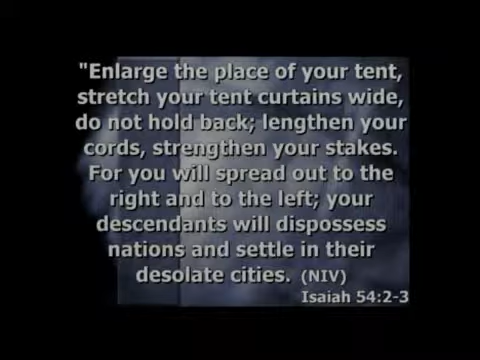 "Enlarge the place of your tent,
stretch your tent curtains wide,
do not hold back; lengthen your
cords, strengthen your stakes.
For you will spread out to the
right and to the left; your
descendants will dispossess
nations and settle in their
desolate cities. (NIV)
Isaiah 54:2-3